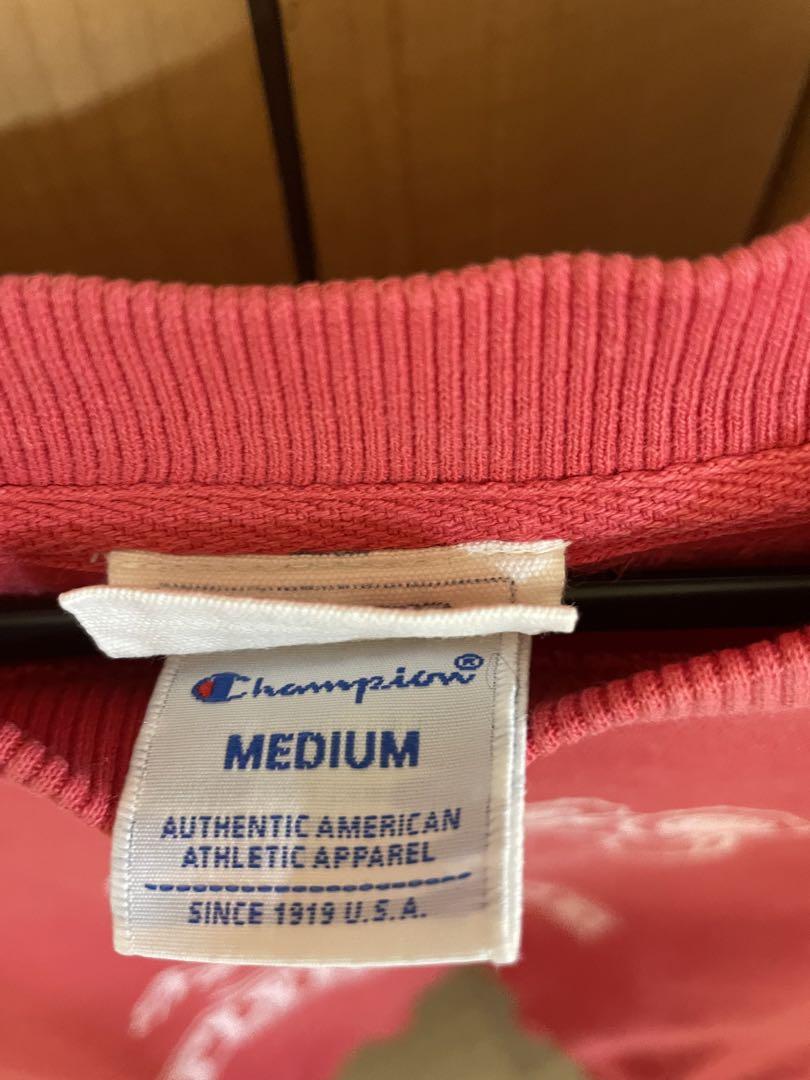 Champion®
MEDIUM
AUTHENTIC AMERICAN
ATHLETIC APPAREL
SINCE 1919 U.S.A.